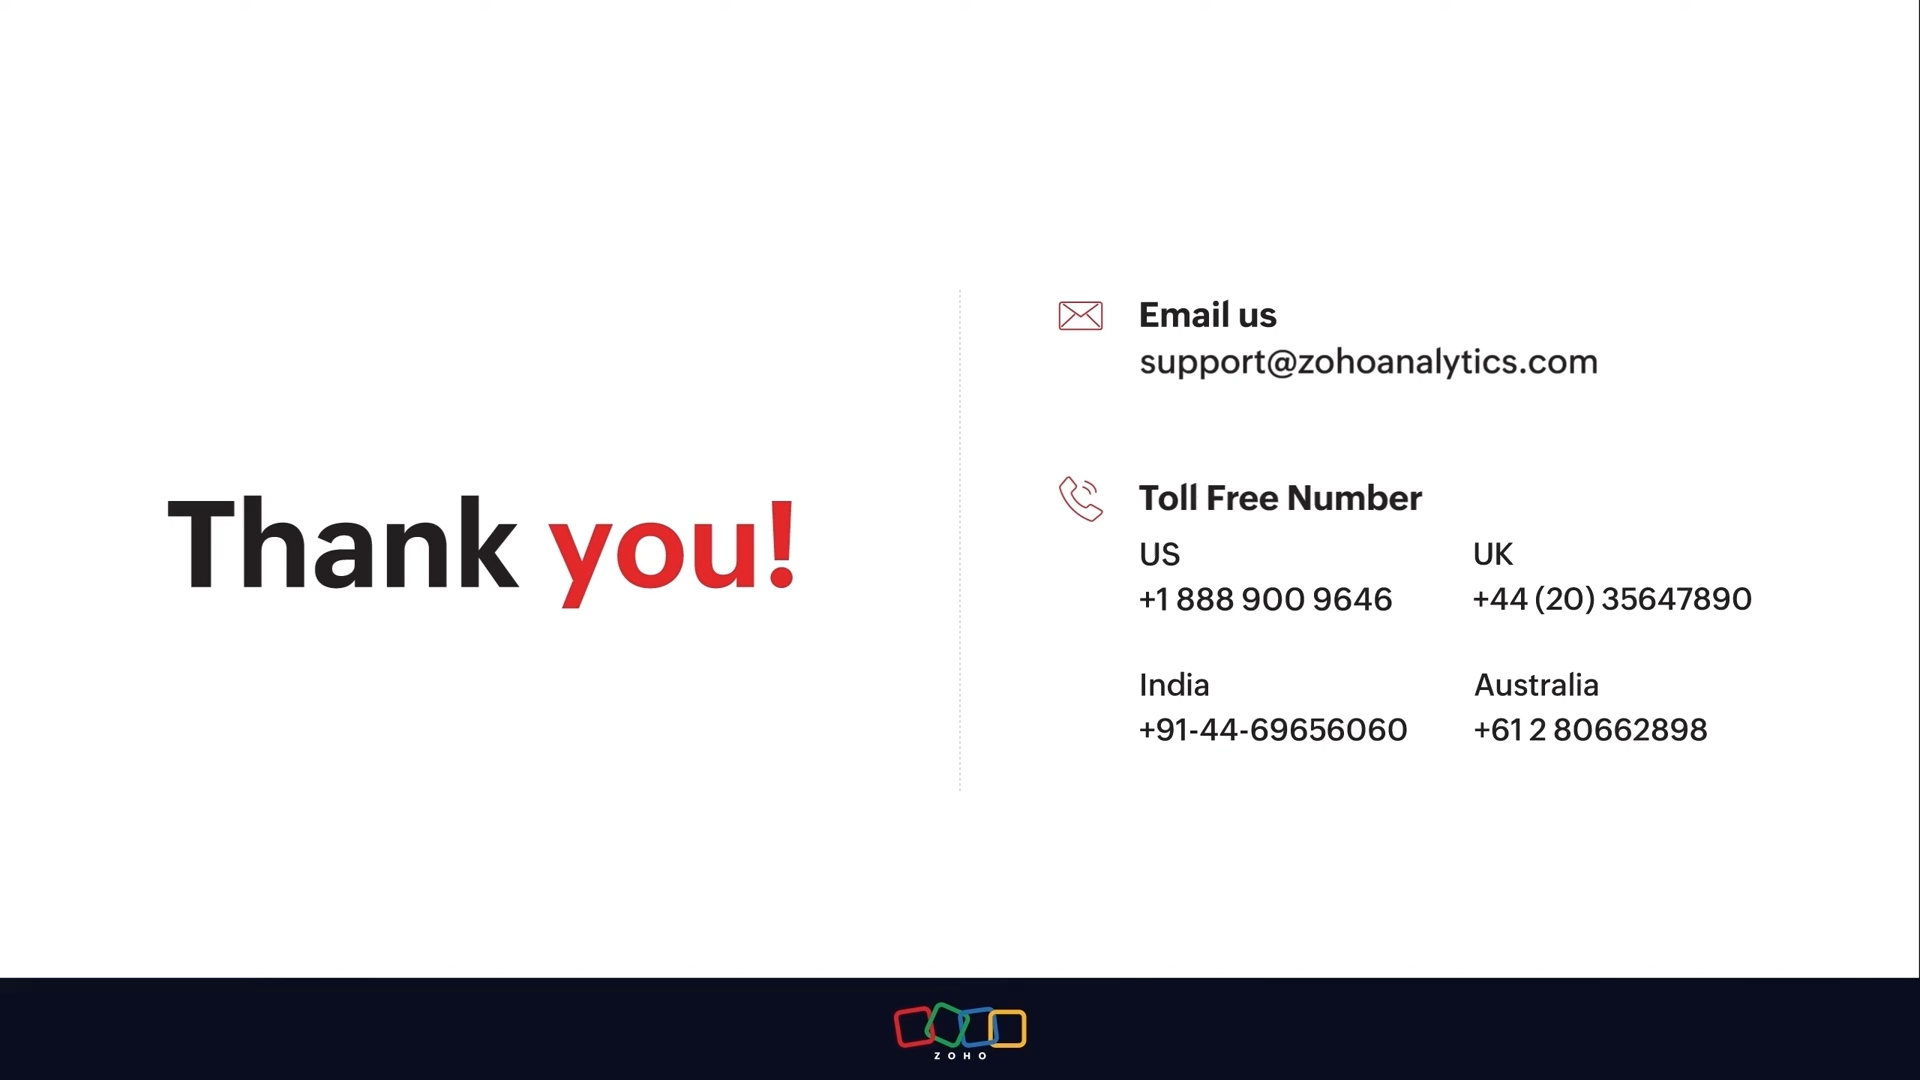 Thank you!
Email us
support@zohoanalytics.com
Toll Free Number
US
+1 888 900 9646
UK
+44 (20) 35647890
India
+91-44-69656060
Australia
+61 2 80662898
ZOHO